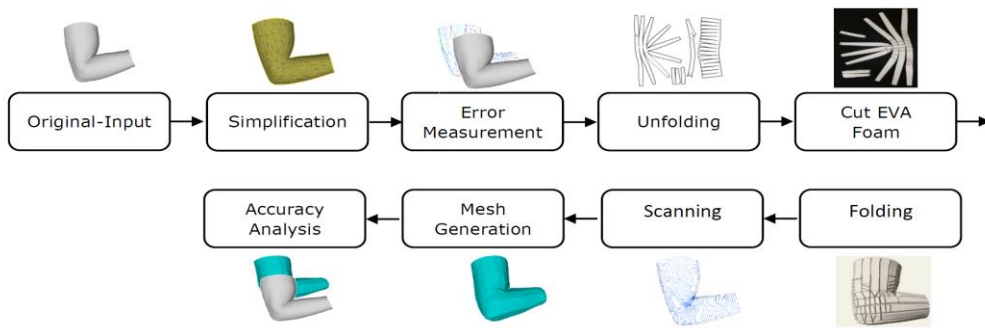 Original-Input
Simplification
Error
Measurement
Unfolding
Cut EVA
Foam
Folding
Scanning
Mesh
Generation
Accuracy
Analysis